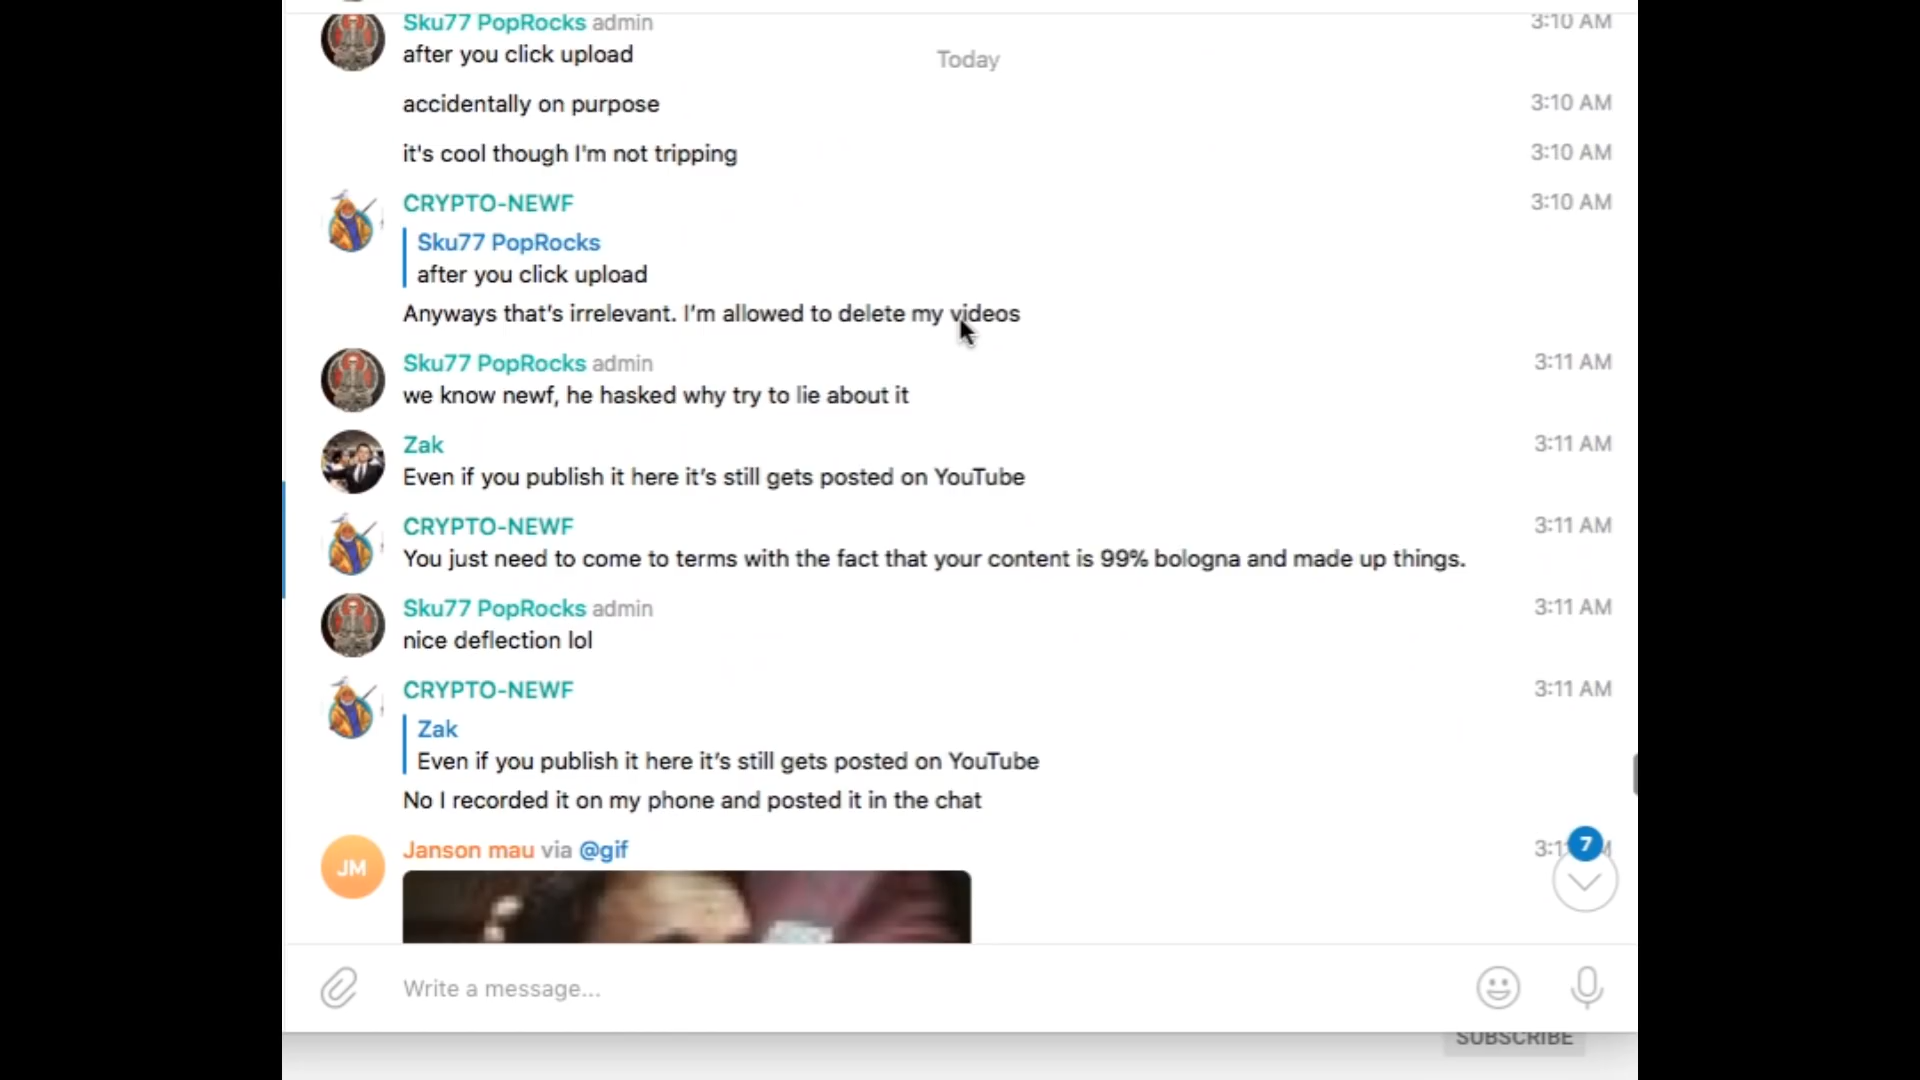 Sku77 PopRocks admin 3:10 AM
after you click upload
Today
accidentally on purpose 3:10 AM
it's cool though I'm not tripping 3:10 AM
CRYPTO-NEWF 3:10 AM
Sku77 PopRocks
after you click upload
Anyways that's irrelevant. I'm allowed to delete my videos
Sku77 PopRocks admin 3:11 AM
we know newf, he hasked why try to lie about it
Zak 3:11 AM
Even if you publish it here it's still gets posted on YouTube
CRYPTO-NEWF 3:11 AM
You just need to come to terms with the fact that your content is 99% bologna and made up things.
Sku77 PopRocks admin 3:11 AM
nice deflection lol
CRYPTO-NEWF 3:11 AM
Zak
Even if you publish it here it's still gets posted on YouTube
No I recorded it on my phone and posted it in the chat
JM
Janson mau via @gif
7
Write a message...
SUBSCRIBE